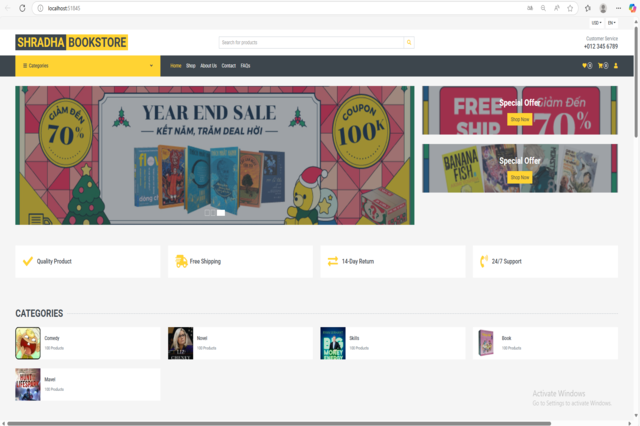 localhost:51845
USD EN
SHRADHA BOOKSTORE
Search for products
Customer Service
+012 345 6789
Categories
Home Shop About Us Contact FAQs
0 0
GIẢM ĐẾN
70%
YEAR END SALE
KẾT NĂM, TRĂM DEAL HỜI
COUPON
100K
FREE
SHIP
Giảm Đến
70%
Special Offer
Shop Now
BANANA
FISH
Special Offer
Shop Now
Quality Product
Free Shipping
14-Day Return
24/7 Support
CATEGORIES
Comedy
100 Products
Novel
100 Products
Skills
100 Products
Book
100 Products
Marvel
100 Products
MONEY
ENERGY
Activate Windows
Go to Settings to activate Windows.